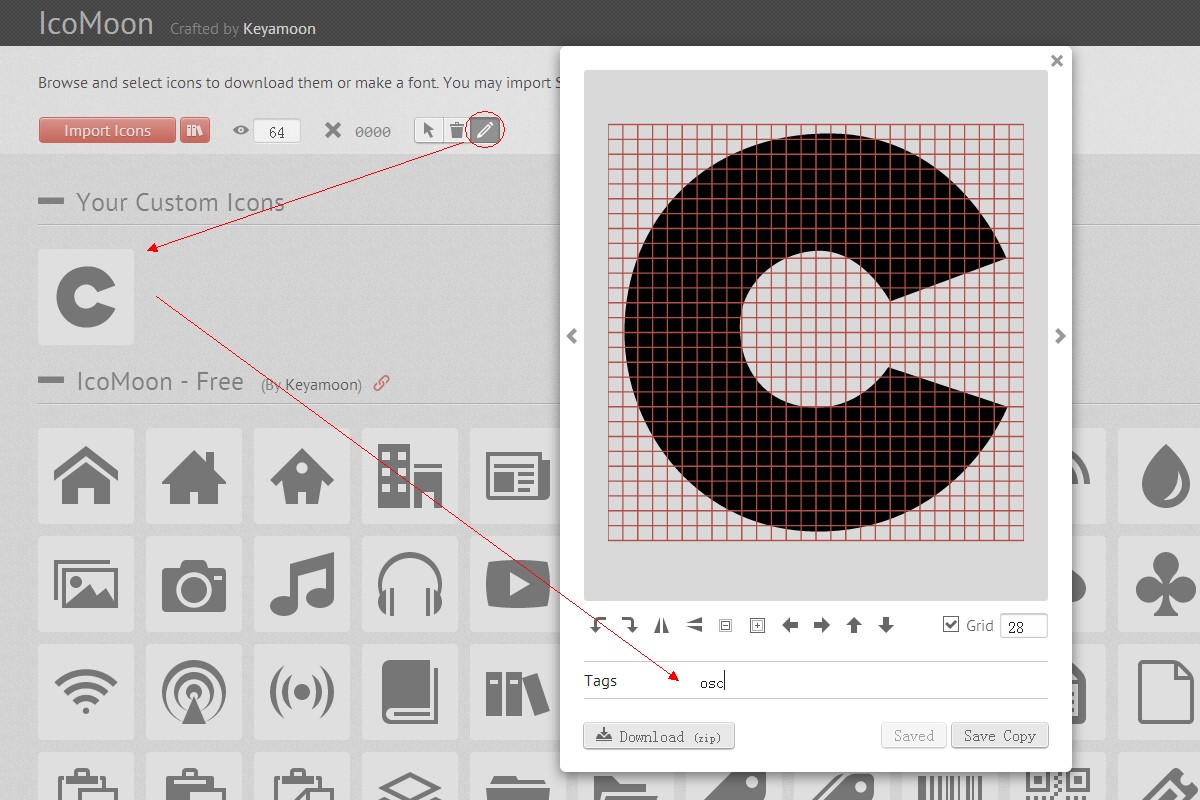 IcoMoon Crafted by Keyamoon
Browse and select icons to download them or make a font. You may import S
Import Icons 64 0000
Your Custom Icons
IcoMoon - Free (By Keyamoon)
Grid 28
Tags osc
Download (zip) Saved Save Copy